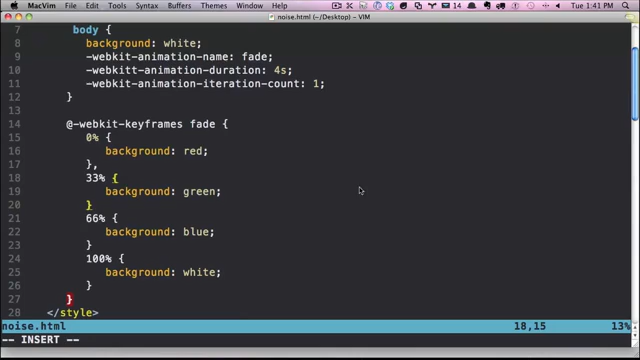 MacVim File Edit Tools Syntax Buffers Themes Window Help 14 Tue 1:41 PM
noise.html (~/Desktop) - VIM
7 body {
8 background: white;
9 -webkit-animation-name: fade;
10 -webkitt-animation-duration: 4s;
11 -webkit-animation-iteration-count: 1;
12 }
13
14 @-webkit-keyframes fade {
15 0% {
16 background: red;
17 },
18 33% {
19 background: green;
20 }
21 66% {
22 background: blue;
23 }
24 100% {
25 background: white;
26 }
27 }
28 </style>
noise.html 18,15 13%
-- INSERT --